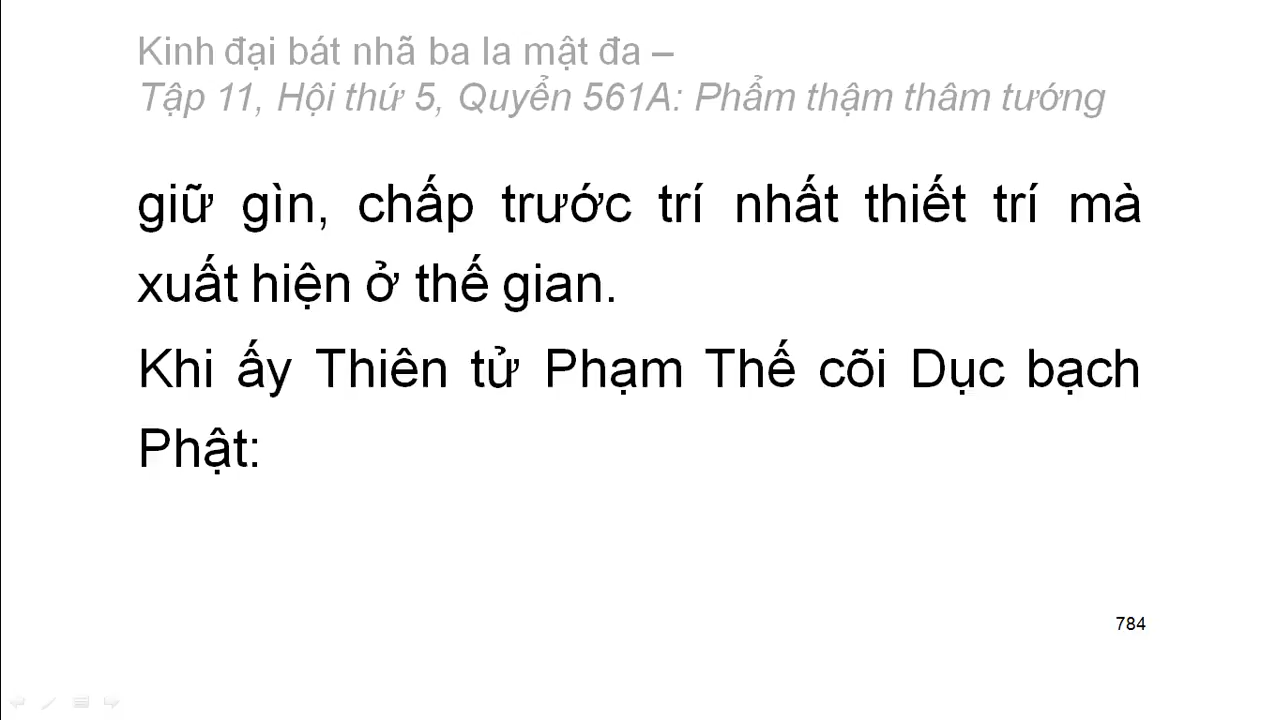 Kinh đại bát nhã ba la mật đa –
Tập 11, Hội thứ 5, Quyển 561A: Phẩm thậm thâm tướng
giữ gìn, chấp trước trí nhất thiết trí mà
xuất hiện ở thế gian.
Khi ấy Thiên tử Phạm Thế cõi Dục bạch
Phật:
784